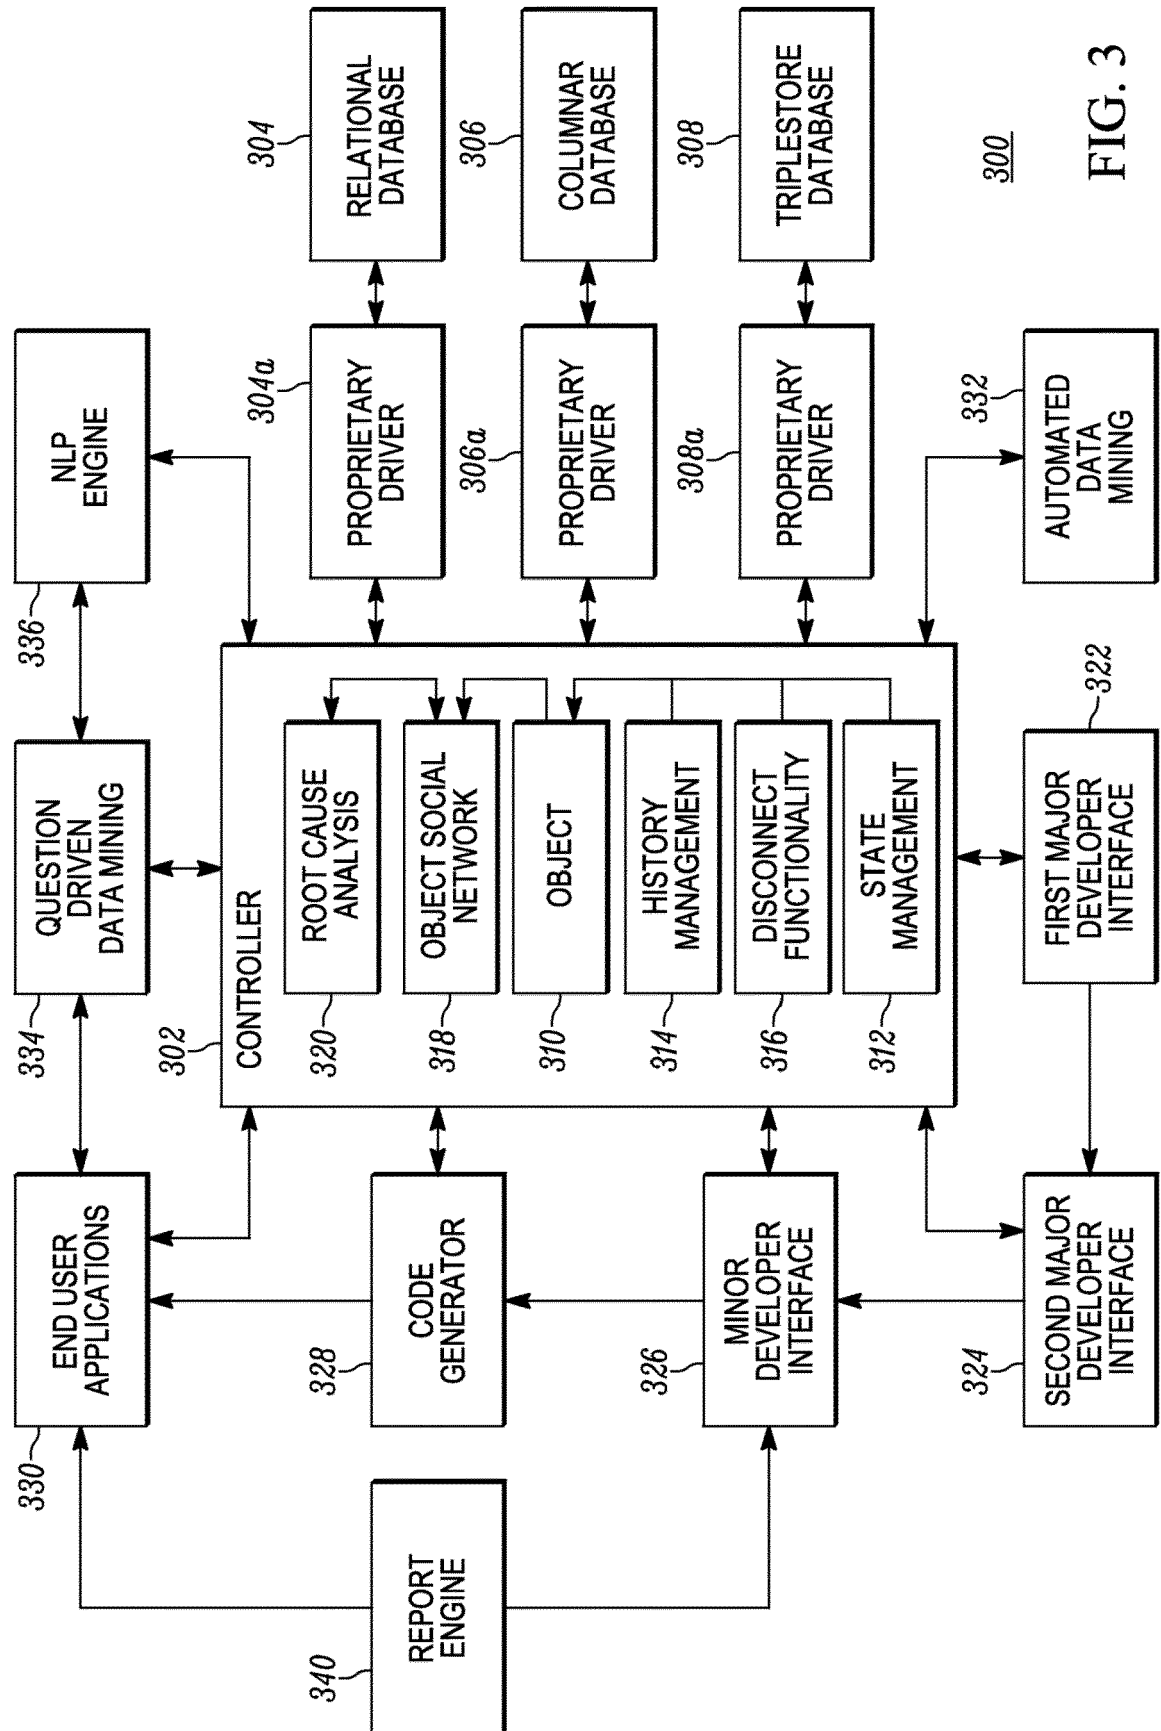 340
REPORT
ENGINE
330
END USER
APPLICATIONS
328
CODE
GENERATOR
326
MINOR
DEVELOPER
INTERFACE
324
SECOND MAJOR
DEVELOPER
INTERFACE
334
QUESTION
DRIVEN
DATA MINING
302
CONTROLLER
320
ROOT CAUSE
ANALYSIS
318
OBJECT SOCIAL
NETWORK
310
OBJECT
314
HISTORY
MANAGEMENT
316
DISCONNECT
FUNCTIONALITY
312
STATE
MANAGEMENT
322
FIRST MAJOR
DEVELOPER
INTERFACE
336
NLP
ENGINE
304a
PROPRIETARY
DRIVER
306a
PROPRIETARY
DRIVER
308a
PROPRIETARY
DRIVER
332
AUTOMATED
DATA
MINING
304
RELATIONAL
DATABASE
306
COLUMNAR
DATABASE
308
TRIPLESTORE
DATABASE
300
FIG. 3